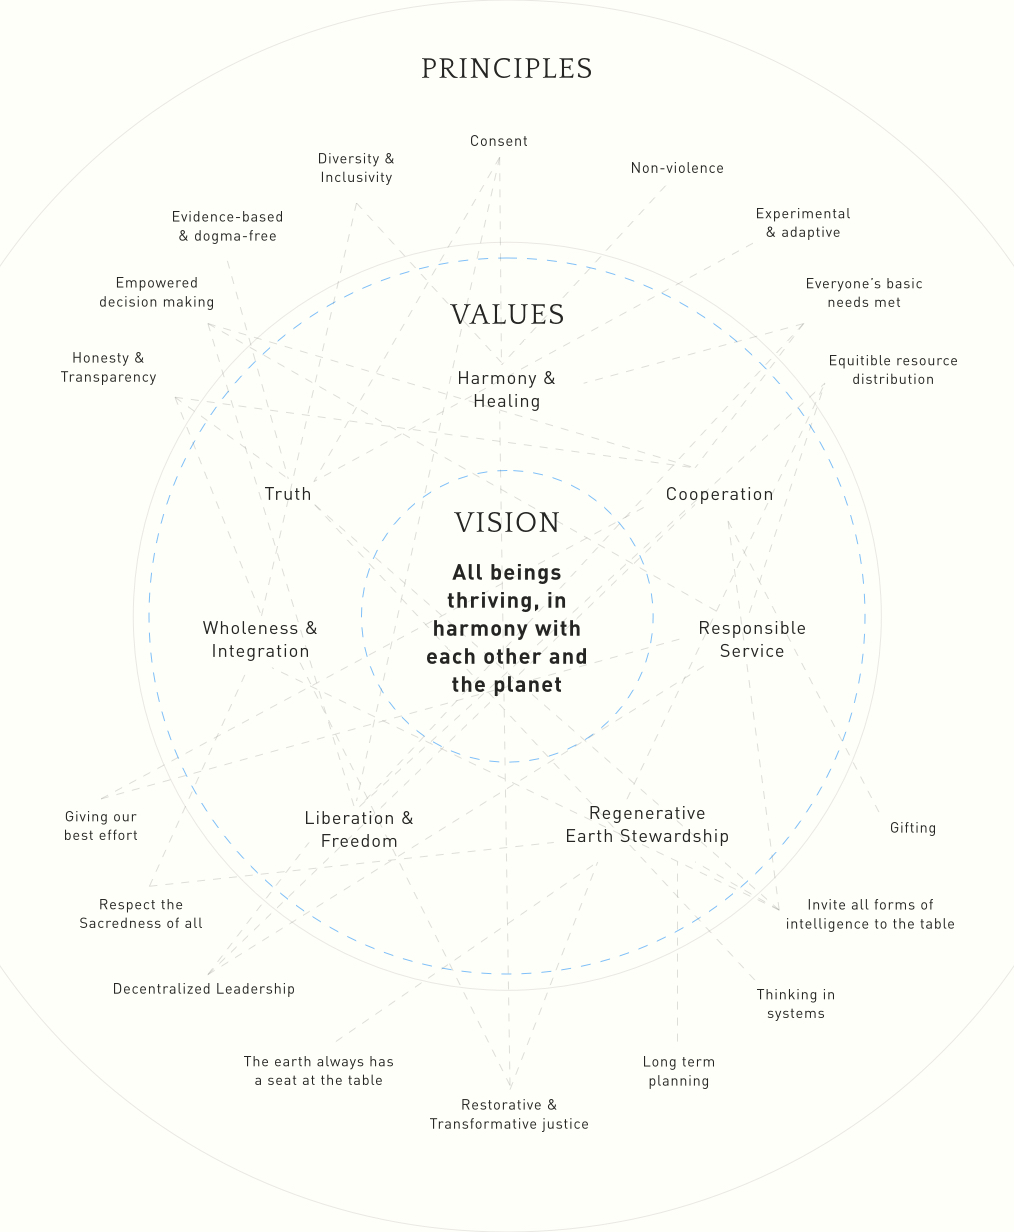 PRINCIPLES
Consent
Diversity &
Inclusivity
Non-violence
Evidence-based
& dogma-free
Experimental
& adaptive
Empowered
decision making
Everyone's basic
needs met
Honesty &
Transparency
Equitible resource
distribution
VALUES
Harmony &
Healing
Truth
Cooperation
VISION
All beings
thriving, in
harmony with
each other and
the planet
Wholeness &
Integration
Responsible
Service
Liberation &
Freedom
Regenerative
Earth Stewardship
Giving our
best effort
Gifting
Respect the
Sacredness of all
Invite all forms of
intelligence to the table
Decentralized Leadership
Thinking in
systems
The earth always has
a seat at the table
Long term
planning
Restorative &
Transformative justice